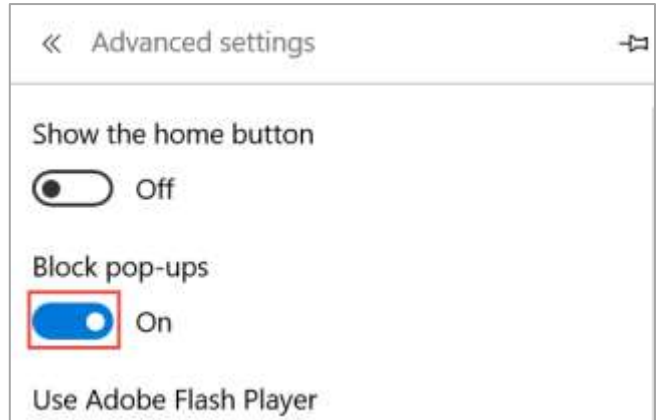 « Advanced settings
Show the home button
Off
Block pop-ups
On
Use Adobe Flash Player